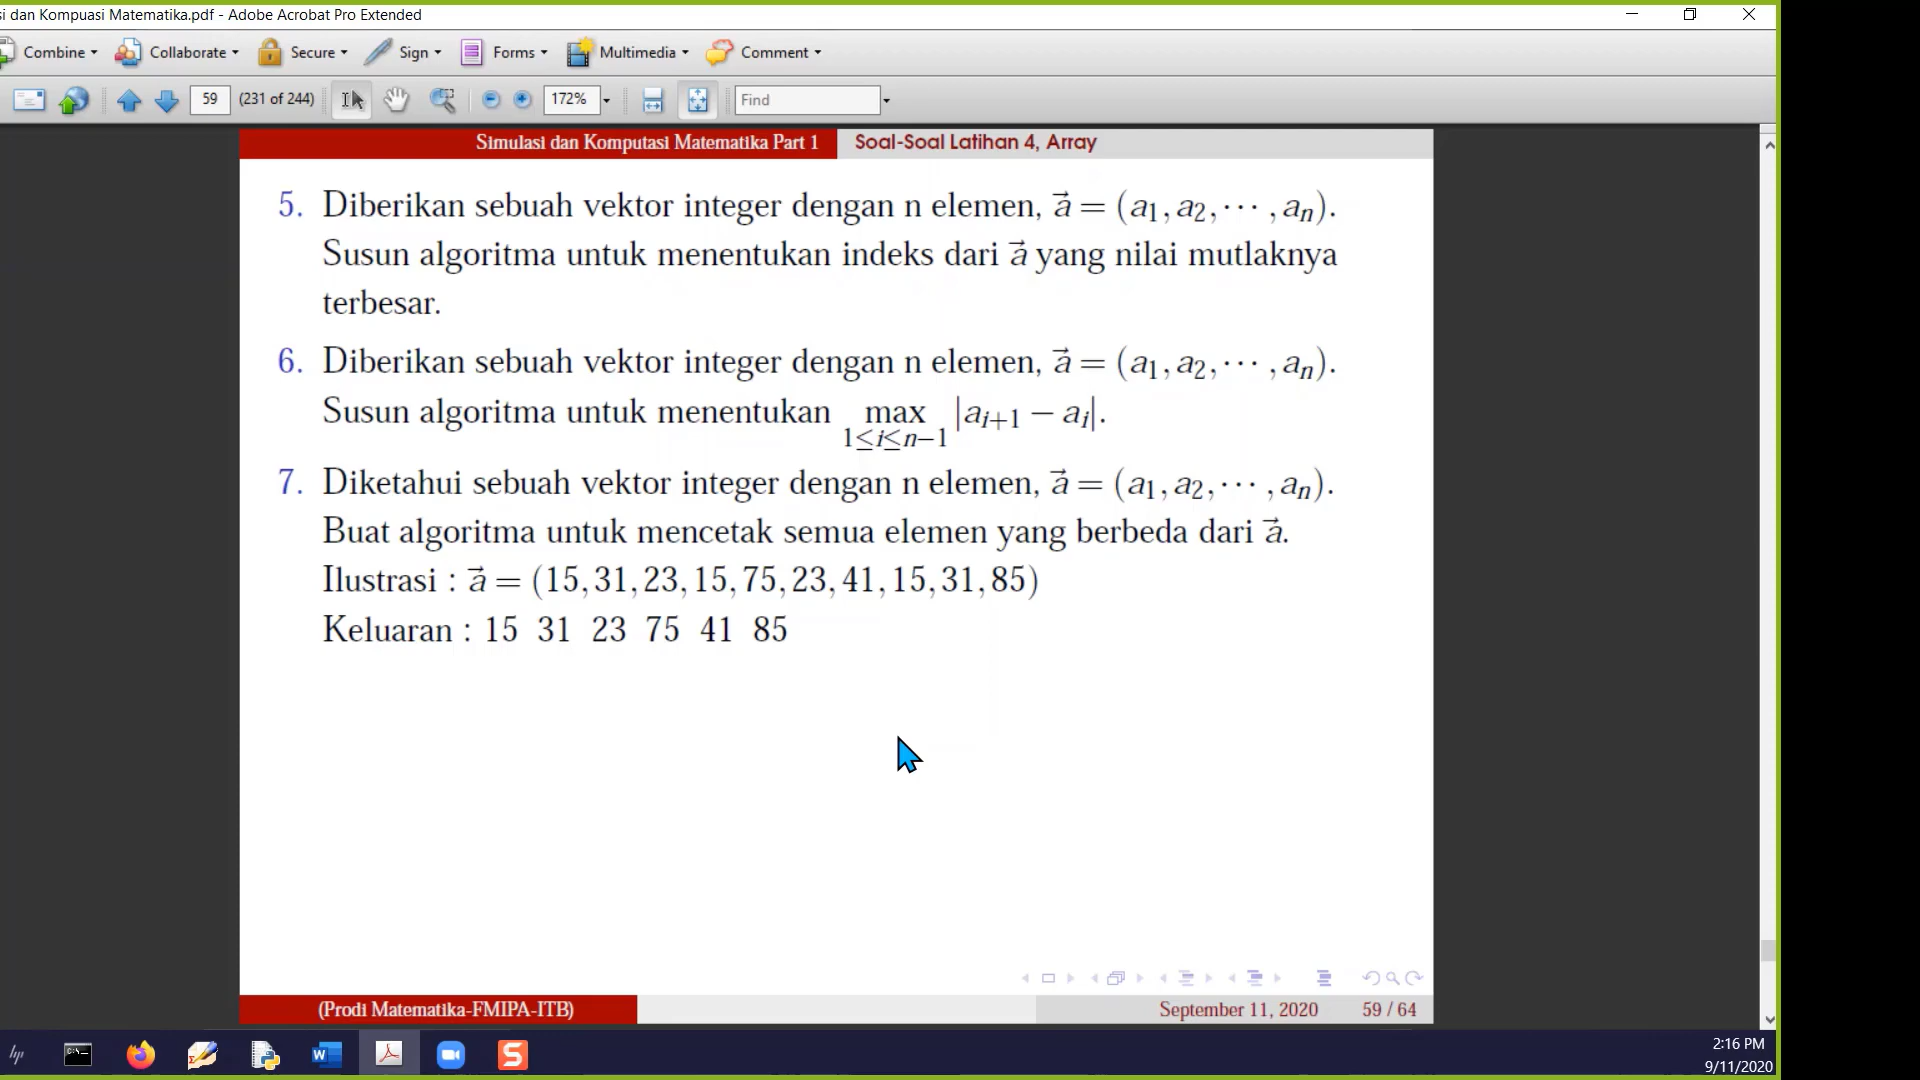 si dan Kompuasi Matematika.pdf - Adobe Acrobat Pro Extended
Combine Collaborate Secure Sign Forms Multimedia Comment
59 (231 of 244) 172% Find
Simulasi dan Komputasi Matematika Part 1 Soal-Soal Latihan 4, Array
5. Diberikan sebuah vektor integer dengan n elemen, a⃗ = (a₁, a₂, ⋯ , aₙ).
Susun algoritma untuk menentukan indeks dari a⃗ yang nilai mutlaknya
terbesar.
6. Diberikan sebuah vektor integer dengan n elemen, a⃗ = (a₁, a₂, ⋯ , aₙ).
Susun algoritma untuk menentukan max |aᵢ₊₁ − aᵢ|.
1≤i≤n−1
7. Diketahui sebuah vektor integer dengan n elemen, a⃗ = (a₁, a₂, ⋯ , aₙ).
Buat algoritma untuk mencetak semua elemen yang berbeda dari a⃗.
Ilustrasi : a⃗ = (15, 31, 23, 15, 75, 23, 41, 15, 31, 85)
Keluaran : 15 31 23 75 41 85
(Prodi Matematika-FMIPA-ITB) September 11, 2020 59 / 64
hp
2:16 PM
9/11/2020